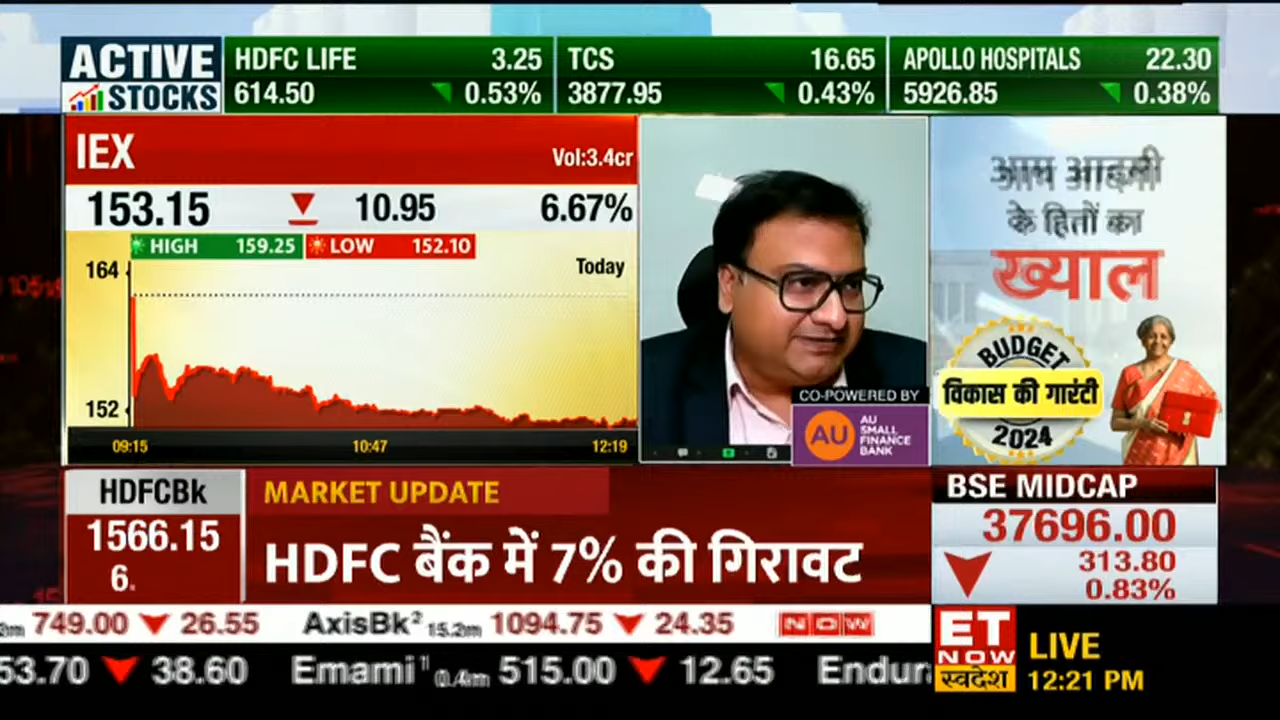 ACTIVE STOCKS
HDFC LIFE 3.25
614.50 0.53%
TCS 16.65
3877.95 0.43%
APOLLO HOSPITALS 22.30
5926.85 0.38%
IEX
Vol:3.4cr
153.15 10.95 6.67%
HIGH 159.25 LOW 152.10
Today
164
152
09:15 10:47 12:19
CO-POWERED BY
AU
AU
SMALL
FINANCE
BANK
आम आदमी
के हितों का
ख्याल
BUDGET
विकास की गारंटी
2024
HDFCBk
1566.15
6.
MARKET UPDATE
HDFC बैंक में 7% की गिरावट
BSE MIDCAP
37696.00
313.80
0.83%
749.00 26.55 AxisBk² 15.2m 1094.75 24.35 NOW
53.70 38.60 Emami¹ 0.4m 515.00 12.65 Endur
ET
NOW
स्वदेश
LIVE
12:21 PM